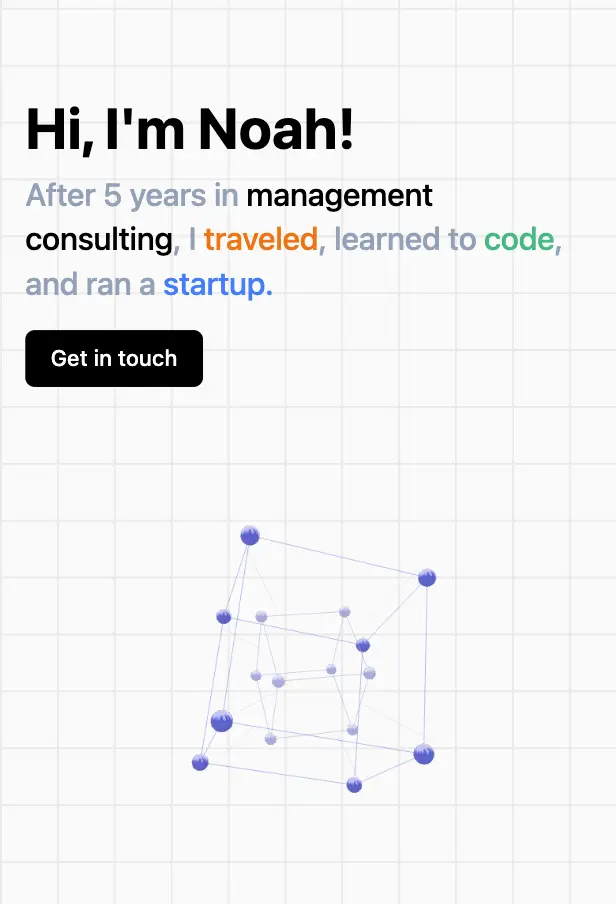 Hi, I'm Noah!
After 5 years in management
consulting, I traveled, learned to code,
and ran a startup.
Get in touch